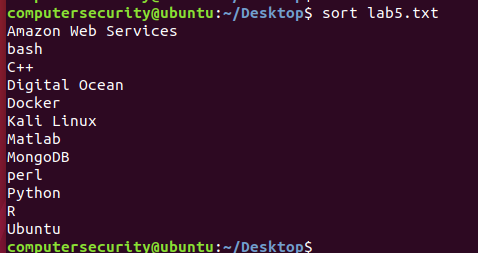 computersecurity@ubuntu:~/Desktop$ sort lab5.txt
Amazon Web Services
bash
C++
Digital Ocean
Docker
Kali Linux
Matlab
MongoDB
perl
Python
R
Ubuntu
computersecurity@ubuntu:~/Desktop$